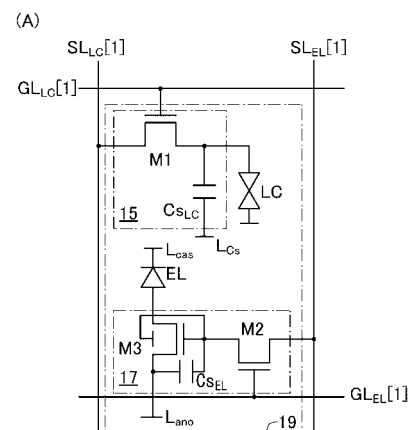 (A)
SL_LC[1] SL_EL[1]
GL_LC[1]
M1
LC
Cs_LC
15
L_Cs
L_cas
EL
M2
M3
Cs_EL
17
GL_EL[1]
L_ano
19